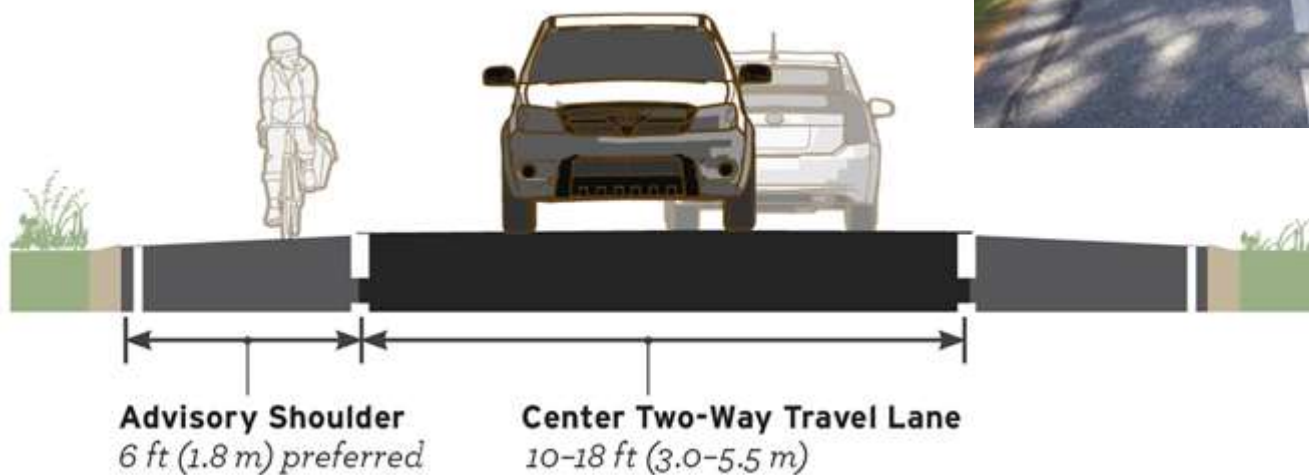 Advisory Shoulder
6 ft (1.8 m) preferred
Center Two-Way Travel Lane
10–18 ft (3.0–5.5 m)